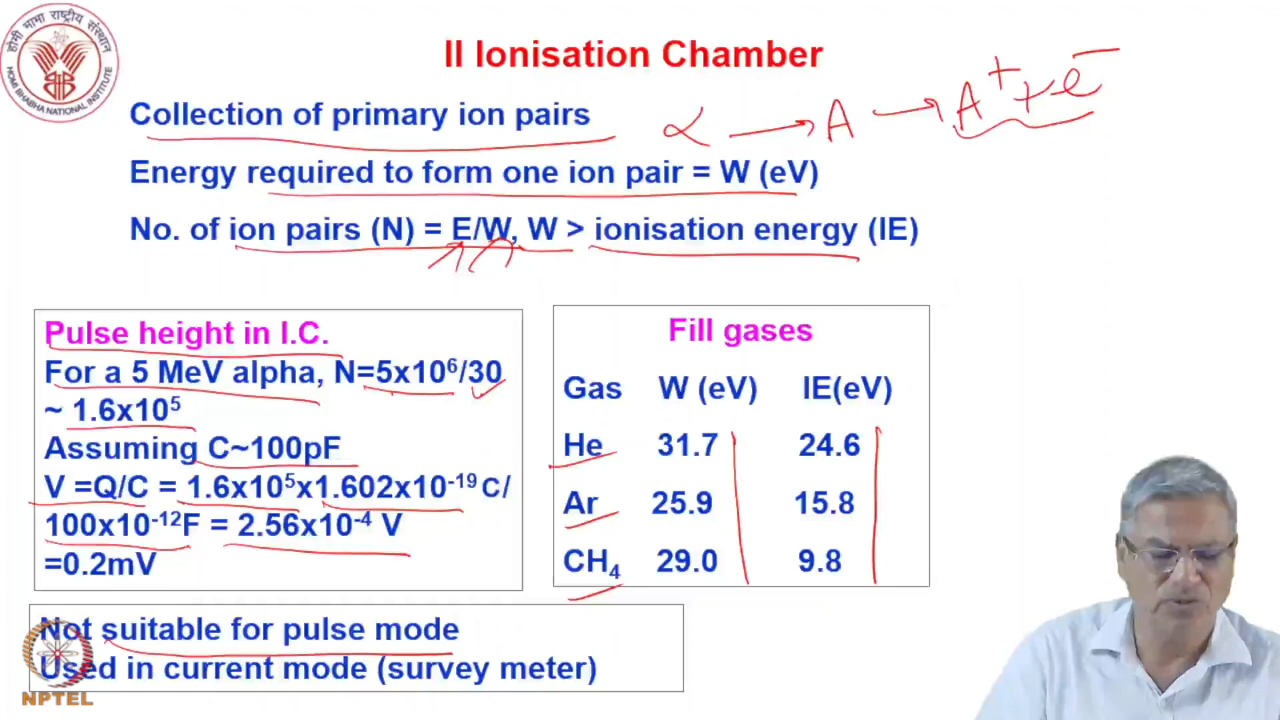 होमी भाभा राष्ट्रीय संस्थान
HOMI BHABHA NATIONAL INSTITUTE
II Ionisation Chamber
α → A → A⁺ + e⁻
Collection of primary ion pairs
Energy required to form one ion pair = W (eV)
No. of ion pairs (N) = E/W, W > ionisation energy (IE)
Pulse height in I.C.
For a 5 MeV alpha, N=5x10⁶/30
~ 1.6x10⁵
Assuming C~100pF
V =Q/C = 1.6x10⁵x1.602x10⁻¹⁹ C/
100x10⁻¹²F = 2.56x10⁻⁴ V
=0.2mV
Fill gases
Gas W (eV) IE(eV)
He 31.7 24.6
Ar 25.9 15.8
CH₄ 29.0 9.8
Not suitable for pulse mode
Used in current mode (survey meter)
NPTEL